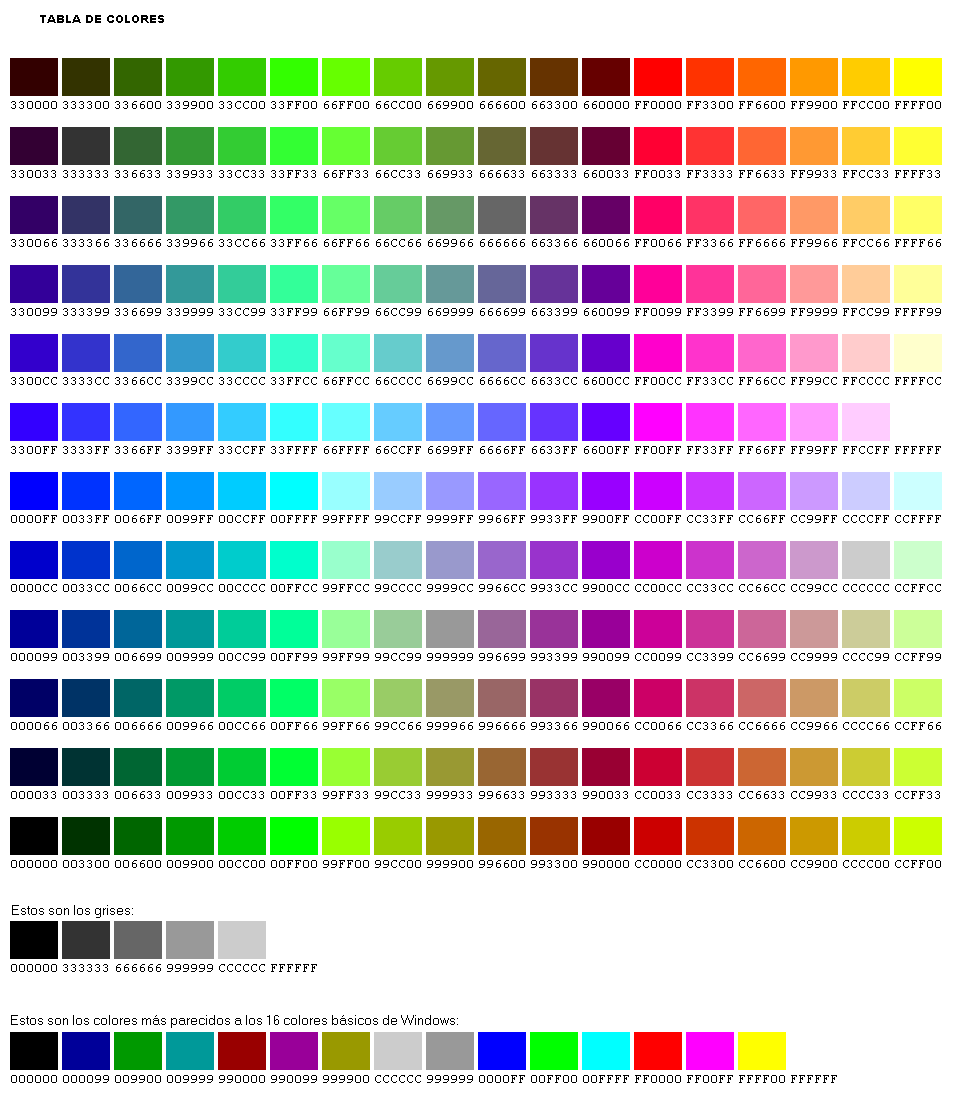 TABLA DE COLORES
330000 333300 336600 339900 33CC00 33FF00 66FF00 66CC00 669900 666600 663300 660000 FF0000 FF3300 FF6600 FF9900 FFCC00 FFFF00
330033 333333 336633 339933 33CC33 33FF33 66FF33 66CC33 669933 666633 663333 660033 FF0033 FF3333 FF6633 FF9933 FFCC33 FFFF33
330066 333366 336666 339966 33CC66 33FF66 66FF66 66CC66 669966 666666 663366 660066 FF0066 FF3366 FF6666 FF9966 FFCC66 FFFF66
330099 333399 336699 339999 33CC99 33FF99 66FF99 66CC99 669999 666699 663399 660099 FF0099 FF3399 FF6699 FF9999 FFCC99 FFFF99
3300CC 3333CC 3366CC 3399CC 33CCCC 33FFCC 66FFCC 66CCCC 6699CC 6666CC 6633CC 6600CC FF00CC FF33CC FF66CC FF99CC FFCCCC FFFFCC
3300FF 3333FF 3366FF 3399FF 33CCFF 33FFFF 66FFFF 66CCFF 6699FF 6666FF 6633FF 6600FF FF00FF FF33FF FF66FF FF99FF FFCCFF FFFFFF
0000FF 0033FF 0066FF 0099FF 00CCFF 00FFFF 99FFFF 99CCFF 9999FF 9966FF 9933FF 9900FF CC00FF CC33FF CC66FF CC99FF CCCCFF CCFFFF
0000CC 0033CC 0066CC 0099CC 00CCCC 00FFCC 99FFCC 99CCCC 9999CC 9966CC 9933CC 9900CC CC00CC CC33CC CC66CC CC99CC CCCCCC CCFFCC
000099 003399 006699 009999 00CC99 00FF99 99FF99 99CC99 999999 996699 993399 990099 CC0099 CC3399 CC6699 CC9999 CCCC99 CCFF99
000066 003366 006666 009966 00CC66 00FF66 99FF66 99CC66 999966 996666 993366 990066 CC0066 CC3366 CC6666 CC9966 CCCC66 CCFF66
000033 003333 006633 009933 00CC33 00FF33 99FF33 99CC33 999933 996633 993333 990033 CC0033 CC3333 CC6633 CC9933 CCCC33 CCFF33
000000 003300 006600 009900 00CC00 00FF00 99FF00 99CC00 999900 996600 993300 990000 CC0000 CC3300 CC6600 CC9900 CCCC00 CCFF00
Estos son los grises:
000000 333333 666666 999999 CCCCCC FFFFFF
Estos son los colores más parecidos a los 16 colores básicos de Windows:
000000 000099 009900 009999 990000 990099 999900 CCCCCC 999999 0000FF 00FF00 00FFFF FF0000 FF00FF FFFF00 FFFFFF